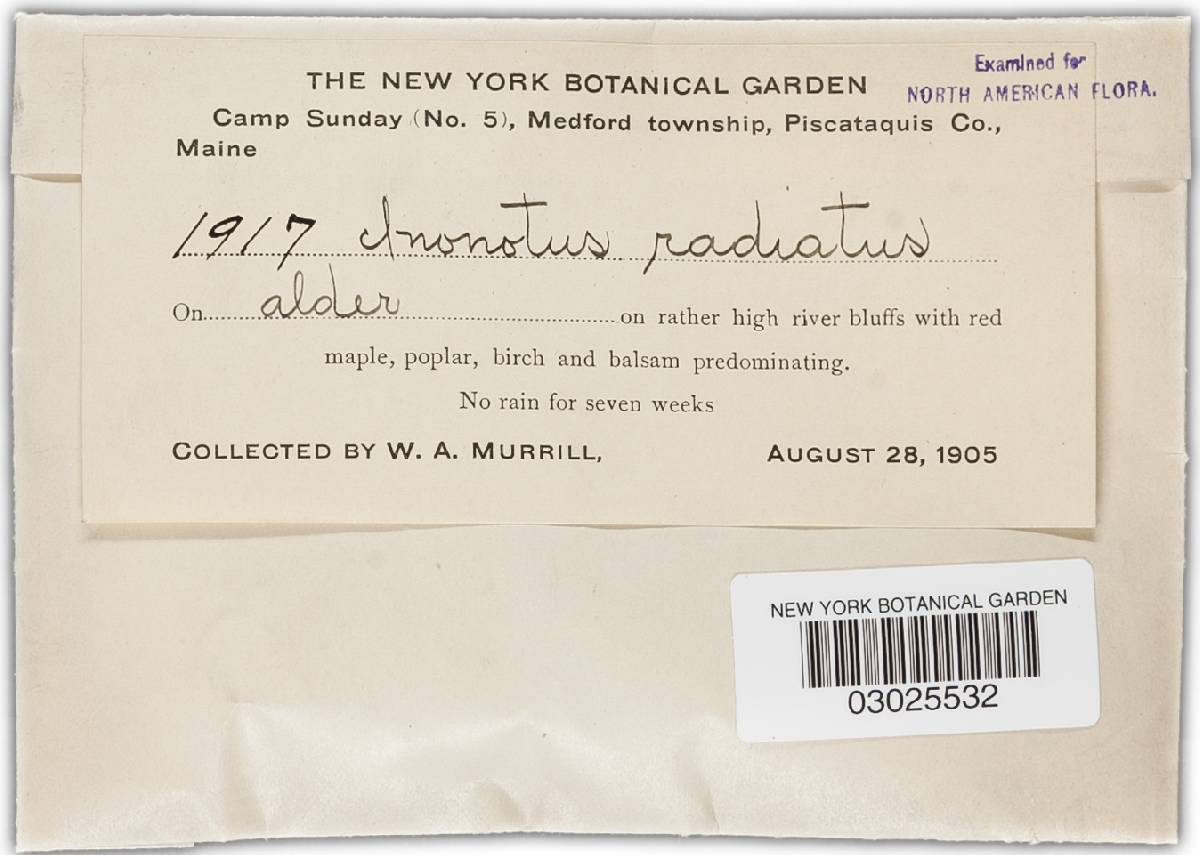 THE NEW YORK BOTANICAL GARDEN
Examined for
NORTH AMERICAN FLORA.
Camp Sunday (No. 5), Medford township, Piscataquis Co.,
Maine
1917 Inonotus radiatus
On alder on rather high river bluffs with red
maple, poplar, birch and balsam predominating.
No rain for seven weeks
COLLECTED BY W. A. MURRILL, AUGUST 28, 1905
NEW YORK BOTANICAL GARDEN
03025532